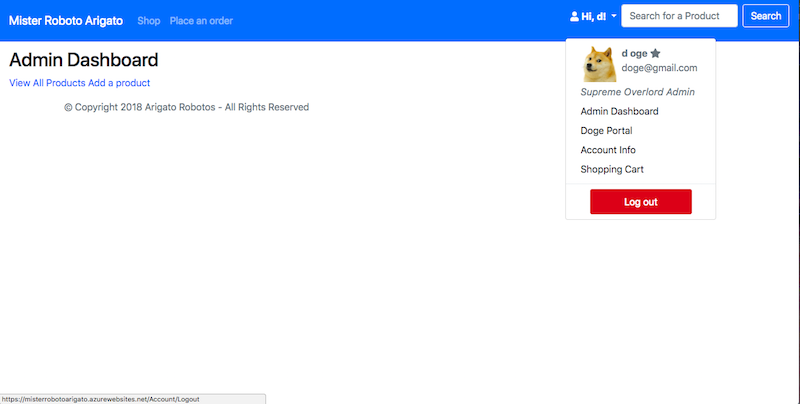 Mister Roboto Arigato Shop Place an order Hi, d! Search for a Product Search
Admin Dashboard
View All Products Add a product
© Copyright 2018 Arigato Robotos - All Rights Reserved
d oge
doge@gmail.com
Supreme Overlord Admin
Admin Dashboard
Doge Portal
Account Info
Shopping Cart
Log out
https://misterrobotoarigato.azurewebsites.net/Account/Logout